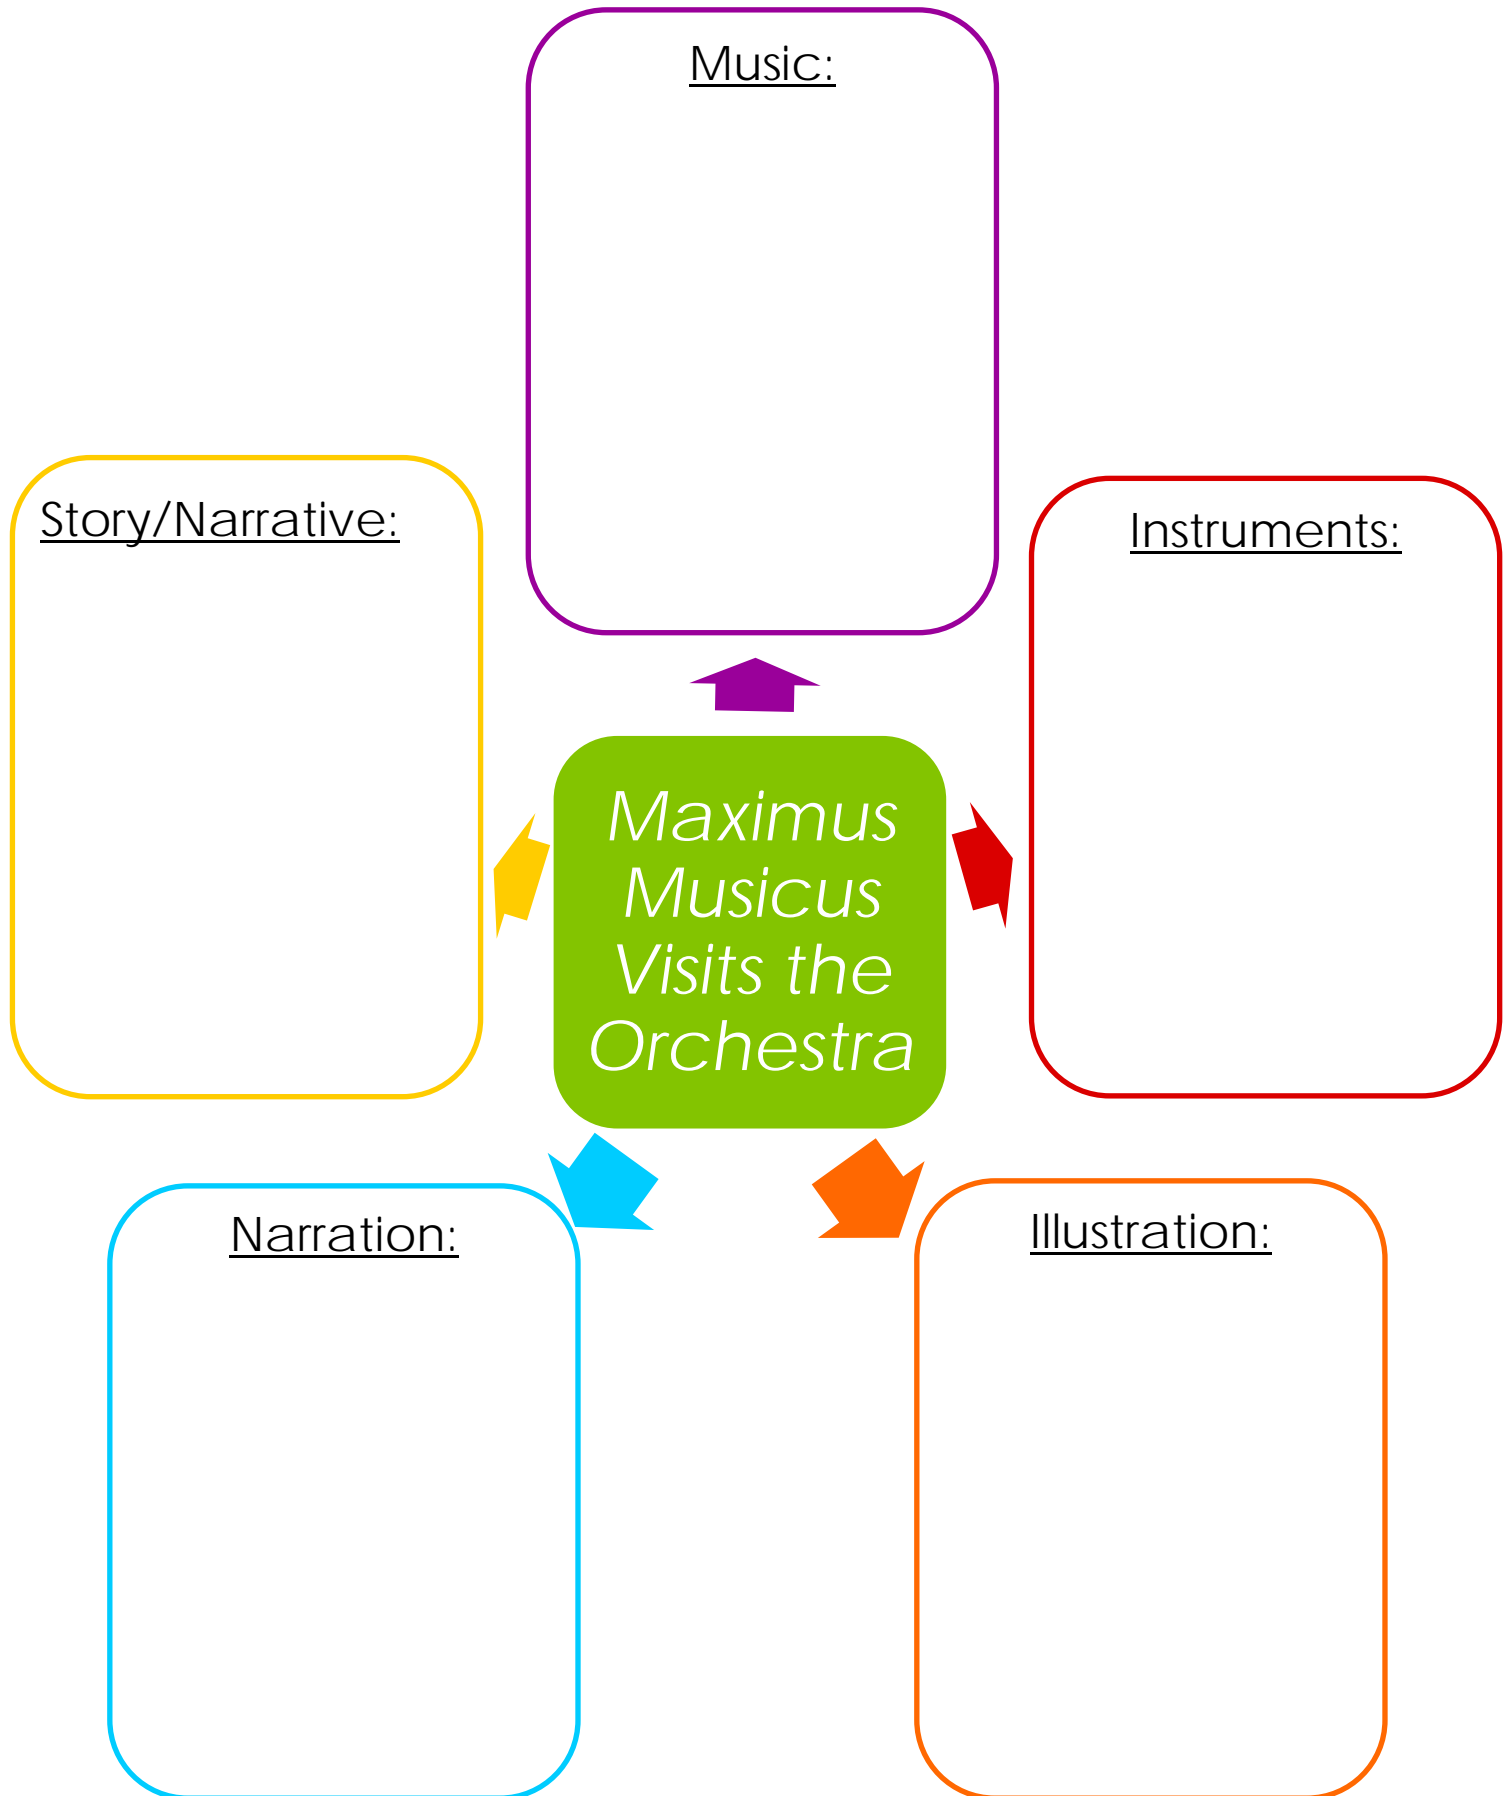 Music:
Story/Narrative:
Instruments:
Maximus
Musicus
Visits the
Orchestra
Narration:
Illustration: